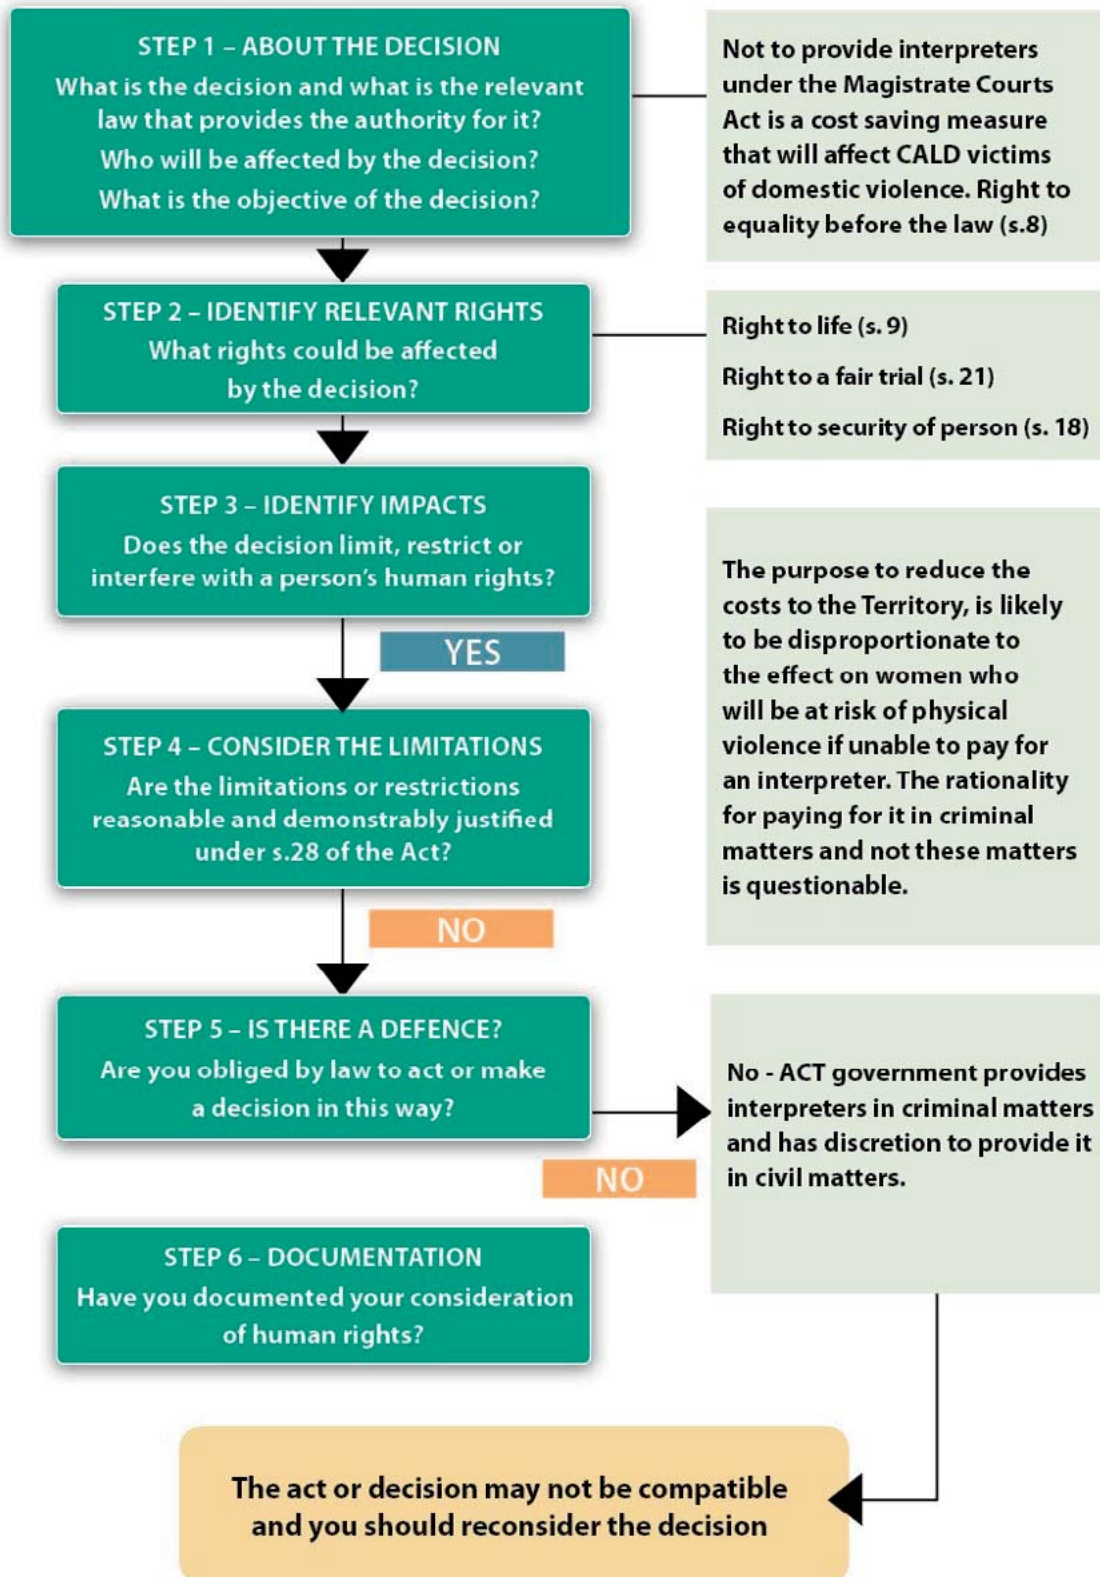 STEP 1 – ABOUT THE DECISION
What is the decision and what is the relevant
law that provides the authority for it?
Who will be affected by the decision?
What is the objective of the decision?
Not to provide interpreters
under the Magistrate Courts
Act is a cost saving measure
that will affect CALD victims
of domestic violence. Right to
equality before the law (s.8)
STEP 2 – IDENTIFY RELEVANT RIGHTS
What rights could be affected
by the decision?
Right to life (s. 9)
Right to a fair trial (s. 21)
Right to security of person (s. 18)
STEP 3 – IDENTIFY IMPACTS
Does the decision limit, restrict or
interfere with a person's human rights?
YES
The purpose to reduce the
costs to the Territory, is likely
to be disproportionate to
the effect on women who
will be at risk of physical
violence if unable to pay for
an interpreter. The rationality
for paying for it in criminal
matters and not these matters
is questionable.
STEP 4 – CONSIDER THE LIMITATIONS
Are the limitations or restrictions
reasonable and demonstrably justified
under s.28 of the Act?
NO
STEP 5 – IS THERE A DEFENCE?
Are you obliged by law to act or make
a decision in this way?
NO
No - ACT government provides
interpreters in criminal matters
and has discretion to provide it
in civil matters.
STEP 6 – DOCUMENTATION
Have you documented your consideration
of human rights?
The act or decision may not be compatible
and you should reconsider the decision